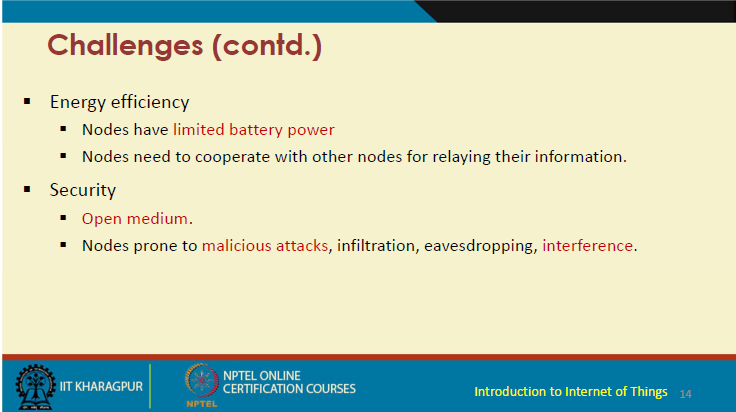 Challenges (contd.)
▪ Energy efficiency
▪ Nodes have limited battery power
▪ Nodes need to cooperate with other nodes for relaying their information.
▪ Security
▪ Open medium.
▪ Nodes prone to malicious attacks, infiltration, eavesdropping, interference.
IIT KHARAGPUR
NPTEL
NPTEL ONLINE
CERTIFICATION COURSES
Introduction to Internet of Things 14